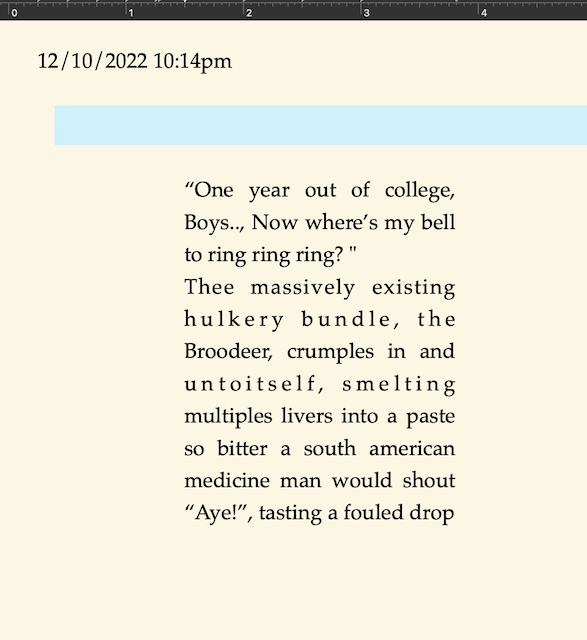 0 1 2 3 4
12/10/2022 10:14pm
“One year out of college,
Boys.., Now where’s my bell
to ring ring ring? "
Thee massively existing
hulkery bundle, the
Broodeer, crumples in and
untoitself, smelting
multiples livers into a paste
so bitter a south american
medicine man would shout
“Aye!”, tasting a fouled drop